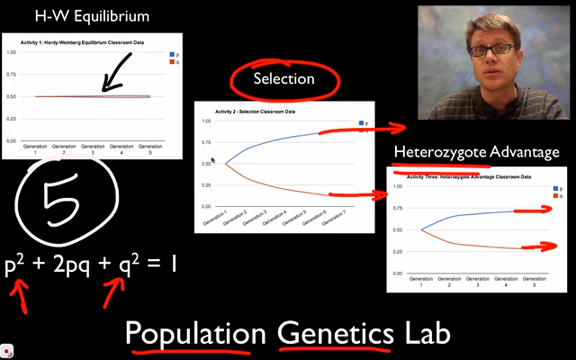 H-W Equilibrium
Activity 1: Hardy-Weinberg Equilibrium Classroom Data
1.00
0.75
0.50
0.25
0.00
p
q
Generation 1
Generation 2
Generation 3
Generation 4
Generation 5
Selection
Activity 2 - Selection Classroom Data
1.00
0.75
0.50
0.25
0.00
p
Generation 1
Generation 2
Generation 3
Generation 4
Generation 5
Generation 6
Generation 7
Heterozygote Advantage
Activity Three: Heterozygote Advantage Classroom Data
1.00
0.75
0.50
0.25
0.00
p
q
Generation 1
Generation 2
Generation 3
Generation 4
Generation 5
5
p² + 2pq + q² = 1
Population Genetics Lab